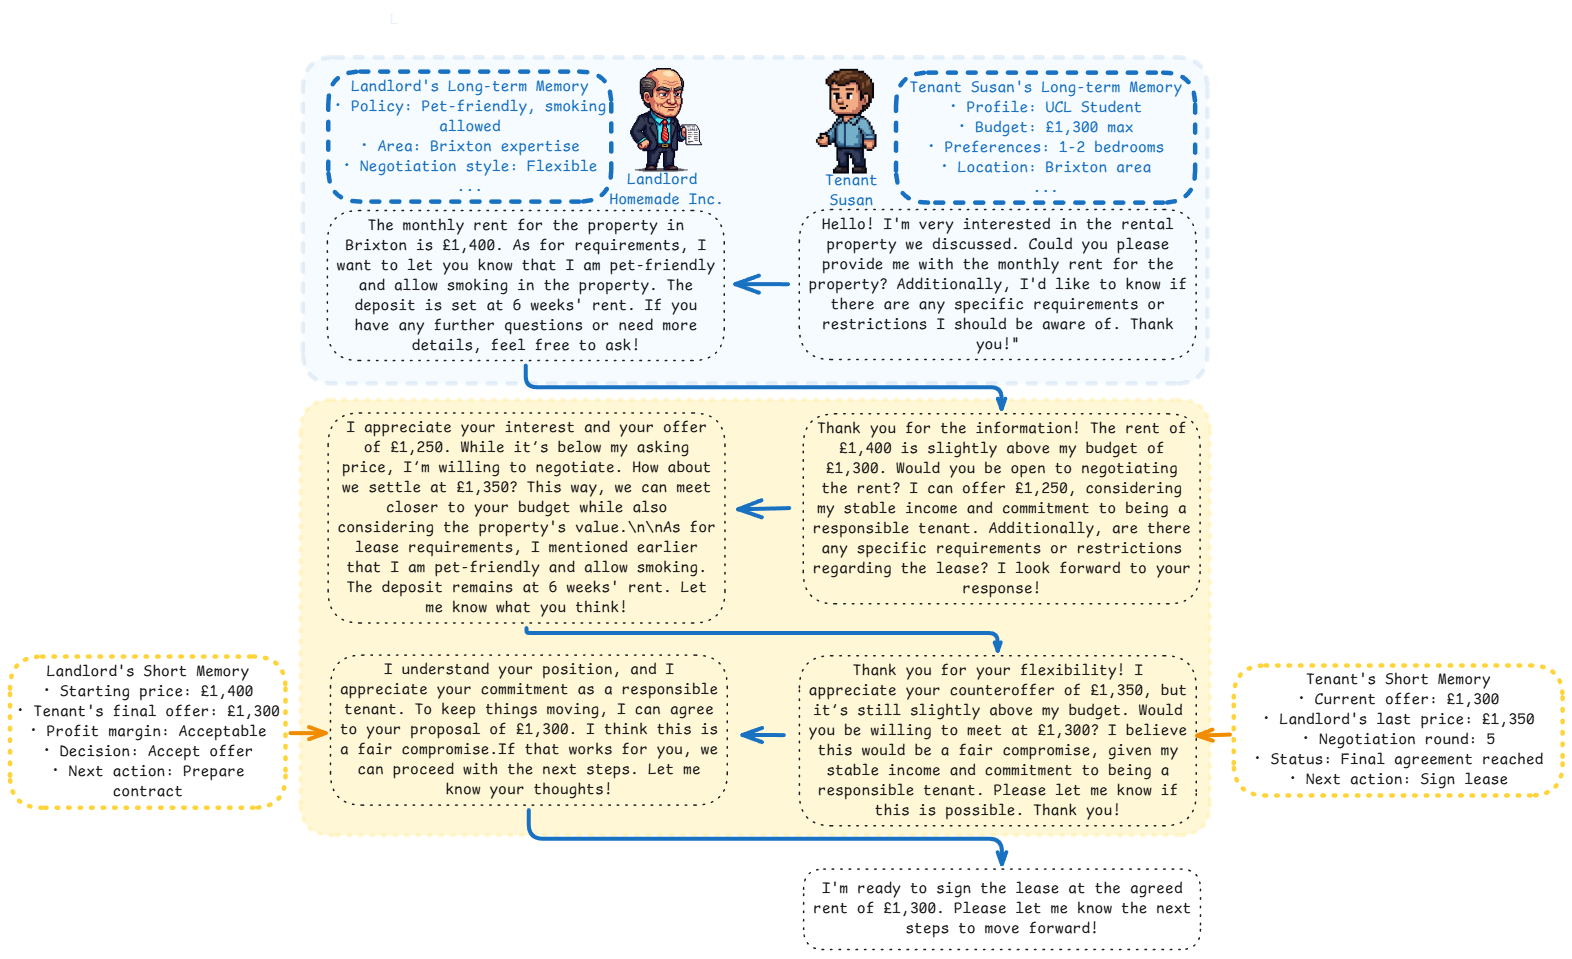 L
Landlord's Long-term Memory
· Policy: Pet-friendly, smoking
allowed
· Area: Brixton expertise
· Negotiation style: Flexible
...
Landlord
Homemade Inc.
Tenant
Susan
Tenant Susan's Long-term Memory
· Profile: UCL Student
· Budget: £1,300 max
· Preferences: 1-2 bedrooms
· Location: Brixton area
...
Hello! I'm very interested in the rental
property we discussed. Could you please
provide me with the monthly rent for the
property? Additionally, I'd like to know if
there are any specific requirements or
restrictions I should be aware of. Thank
you!"
The monthly rent for the property in
Brixton is £1,400. As for requirements, I
want to let you know that I am pet-friendly
and allow smoking in the property. The
deposit is set at 6 weeks' rent. If you
have any further questions or need more
details, feel free to ask!
Thank you for the information! The rent of
£1,400 is slightly above my budget of
£1,300. Would you be open to negotiating
the rent? I can offer £1,250, considering
my stable income and commitment to being a
responsible tenant. Additionally, are there
any specific requirements or restrictions
regarding the lease? I look forward to your
response!
I appreciate your interest and your offer
of £1,250. While it’s below my asking
price, I’m willing to negotiate. How about
we settle at £1,350? This way, we can meet
closer to your budget while also
considering the property's value.\n\nAs for
lease requirements, I mentioned earlier
that I am pet-friendly and allow smoking.
The deposit remains at 6 weeks' rent. Let
me know what you think!
Thank you for your flexibility! I
appreciate your counteroffer of £1,350, but
it’s still slightly above my budget. Would
you be willing to meet at £1,300? I believe
this would be a fair compromise, given my
stable income and commitment to being a
responsible tenant. Please let me know if
this is possible. Thank you!
Tenant's Short Memory
· Current offer: £1,300
· Landlord's last price: £1,350
· Negotiation round: 5
· Status: Final agreement reached
· Next action: Sign lease
I understand your position, and I
appreciate your commitment as a responsible
tenant. To keep things moving, I can agree
to your proposal of £1,300. I think this is
a fair compromise.If that works for you, we
can proceed with the next steps. Let me
know your thoughts!
Landlord's Short Memory
· Starting price: £1,400
· Tenant's final offer: £1,300
· Profit margin: Acceptable
· Decision: Accept offer
· Next action: Prepare
contract
I'm ready to sign the lease at the agreed
rent of £1,300. Please let me know the next
steps to move forward!